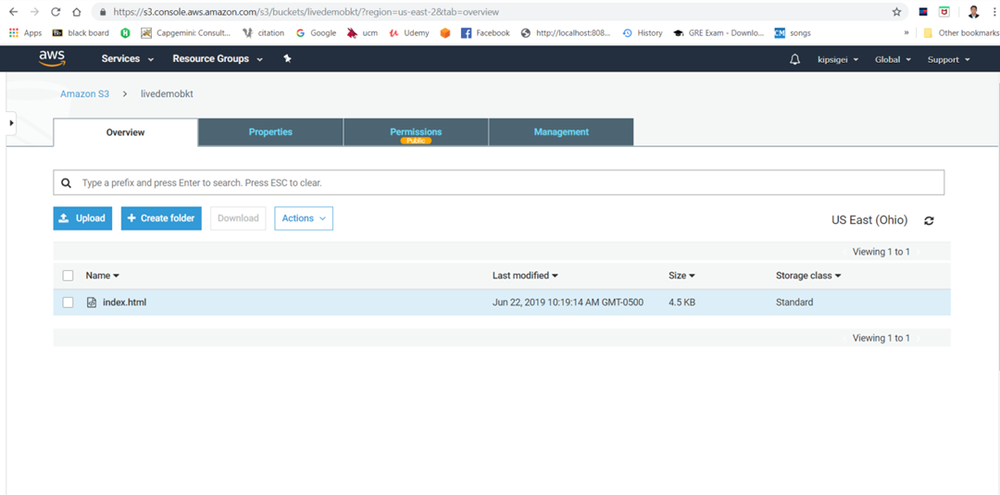 https://s3.console.aws.amazon.com/s3/buckets/livedemobkt/?region=us-east-2&tab=overview
Apps black board Capgemini Consult... citation Google ucm Udemy Facebook http://localhost:808... History GRE Exam - Downlo... CM songs » Other bookmarks
aws Services Resource Groups kipsigei Global Support
Amazon S3 > livedemobkt
Overview Properties Permissions Management
Public
Type a prefix and press Enter to search. Press ESC to clear.
Upload + Create folder Download Actions US East (Ohio)
Viewing 1 to 1
Name Last modified Size Storage class
index.html Jun 22, 2019 10:19:14 AM GMT-0500 4.5 KB Standard
Viewing 1 to 1